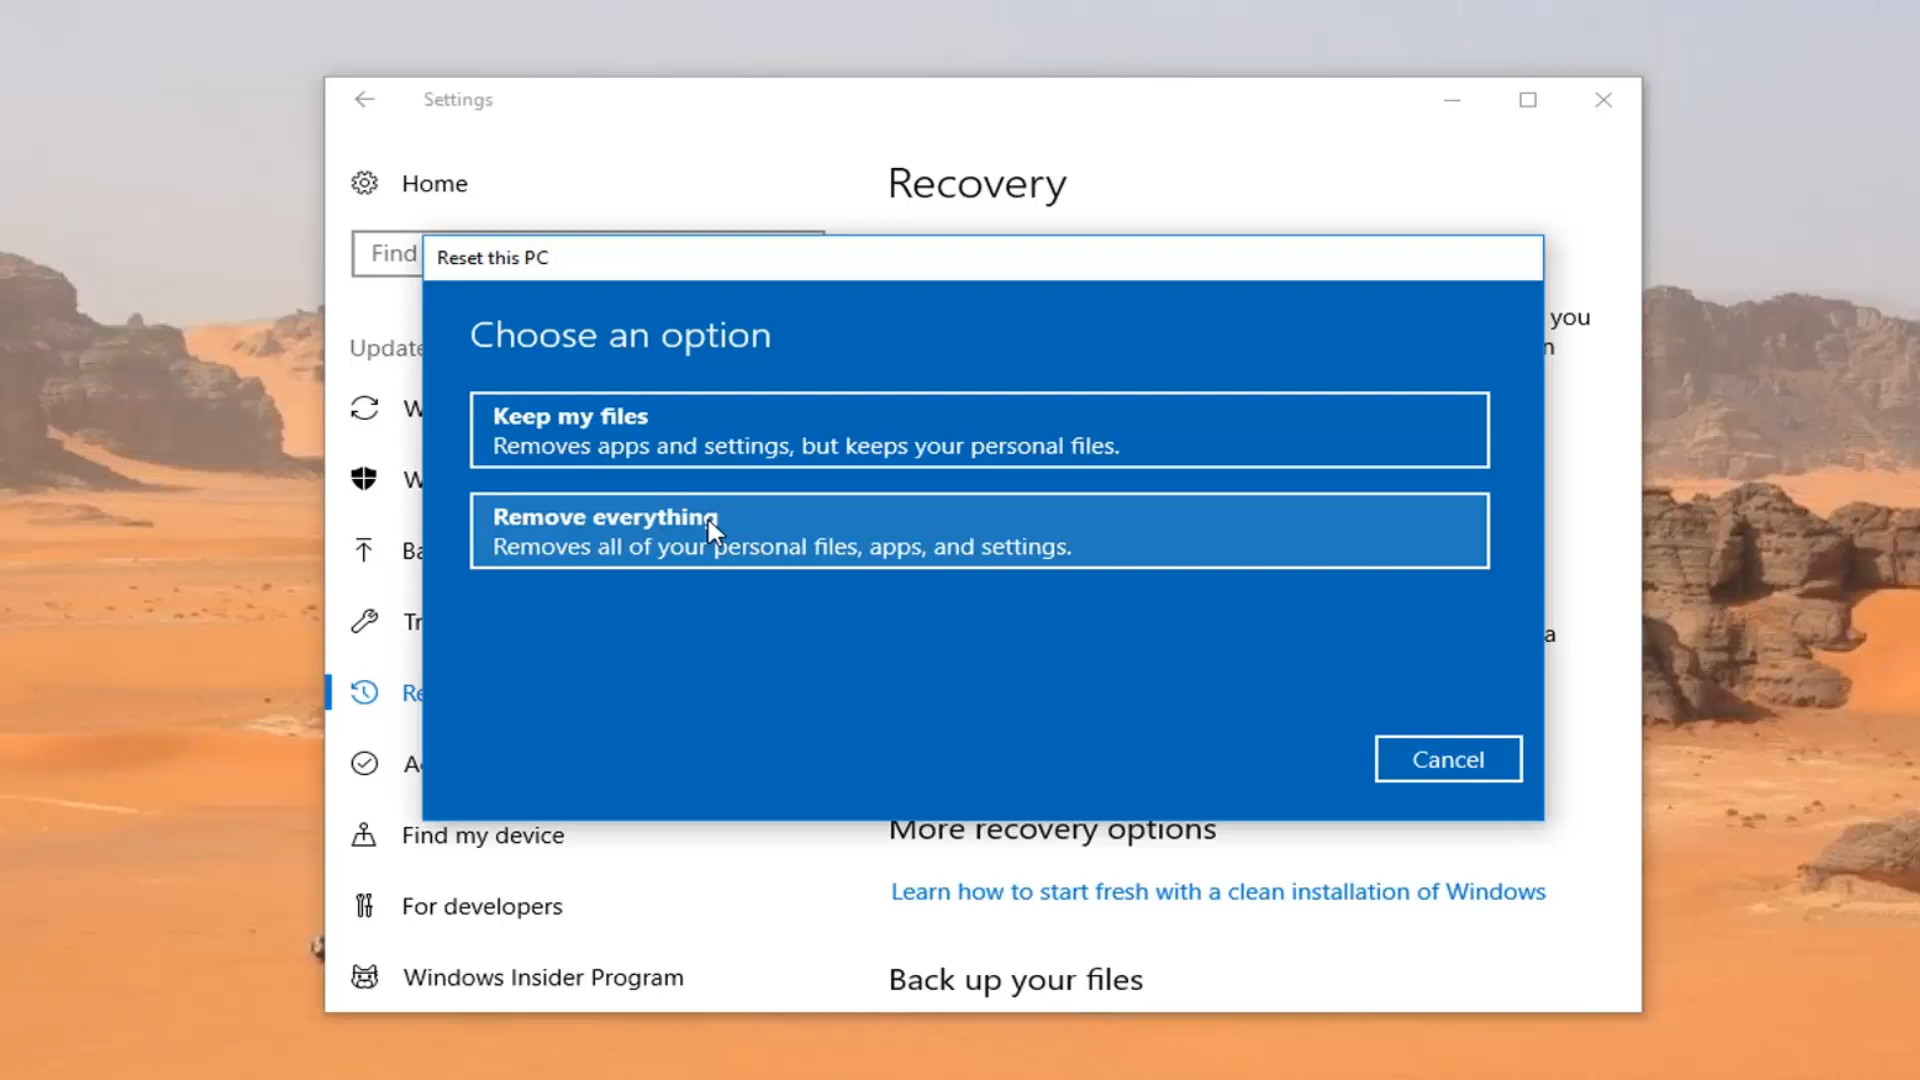 Settings
Home
Recovery
Find
Reset this PC
Choose an option
you
Update
Keep my files
Removes apps and settings, but keeps your personal files.
Remove everything
Removes all of your personal files, apps, and settings.
a
Cancel
More recovery options
Find my device
Learn how to start fresh with a clean installation of Windows
For developers
Windows Insider Program
Back up your files